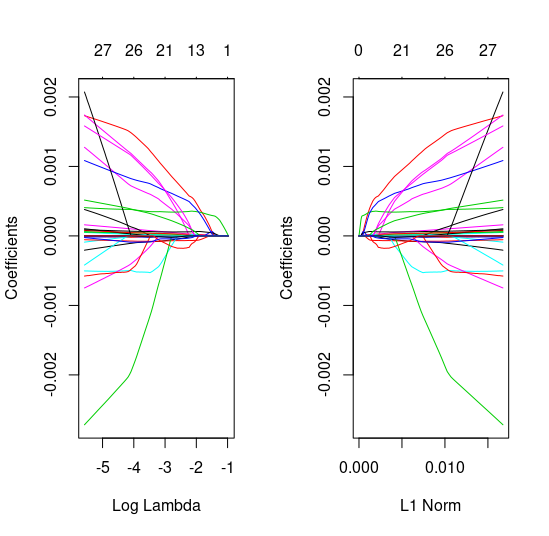 27 26 21 13 1
Coefficients
0.002
0.001
0.000
-0.001
-0.002
-5 -4 -3 -2 -1
Log Lambda
0 21 26 27
Coefficients
0.002
0.001
0.000
-0.001
-0.002
0.000 0.010
L1 Norm